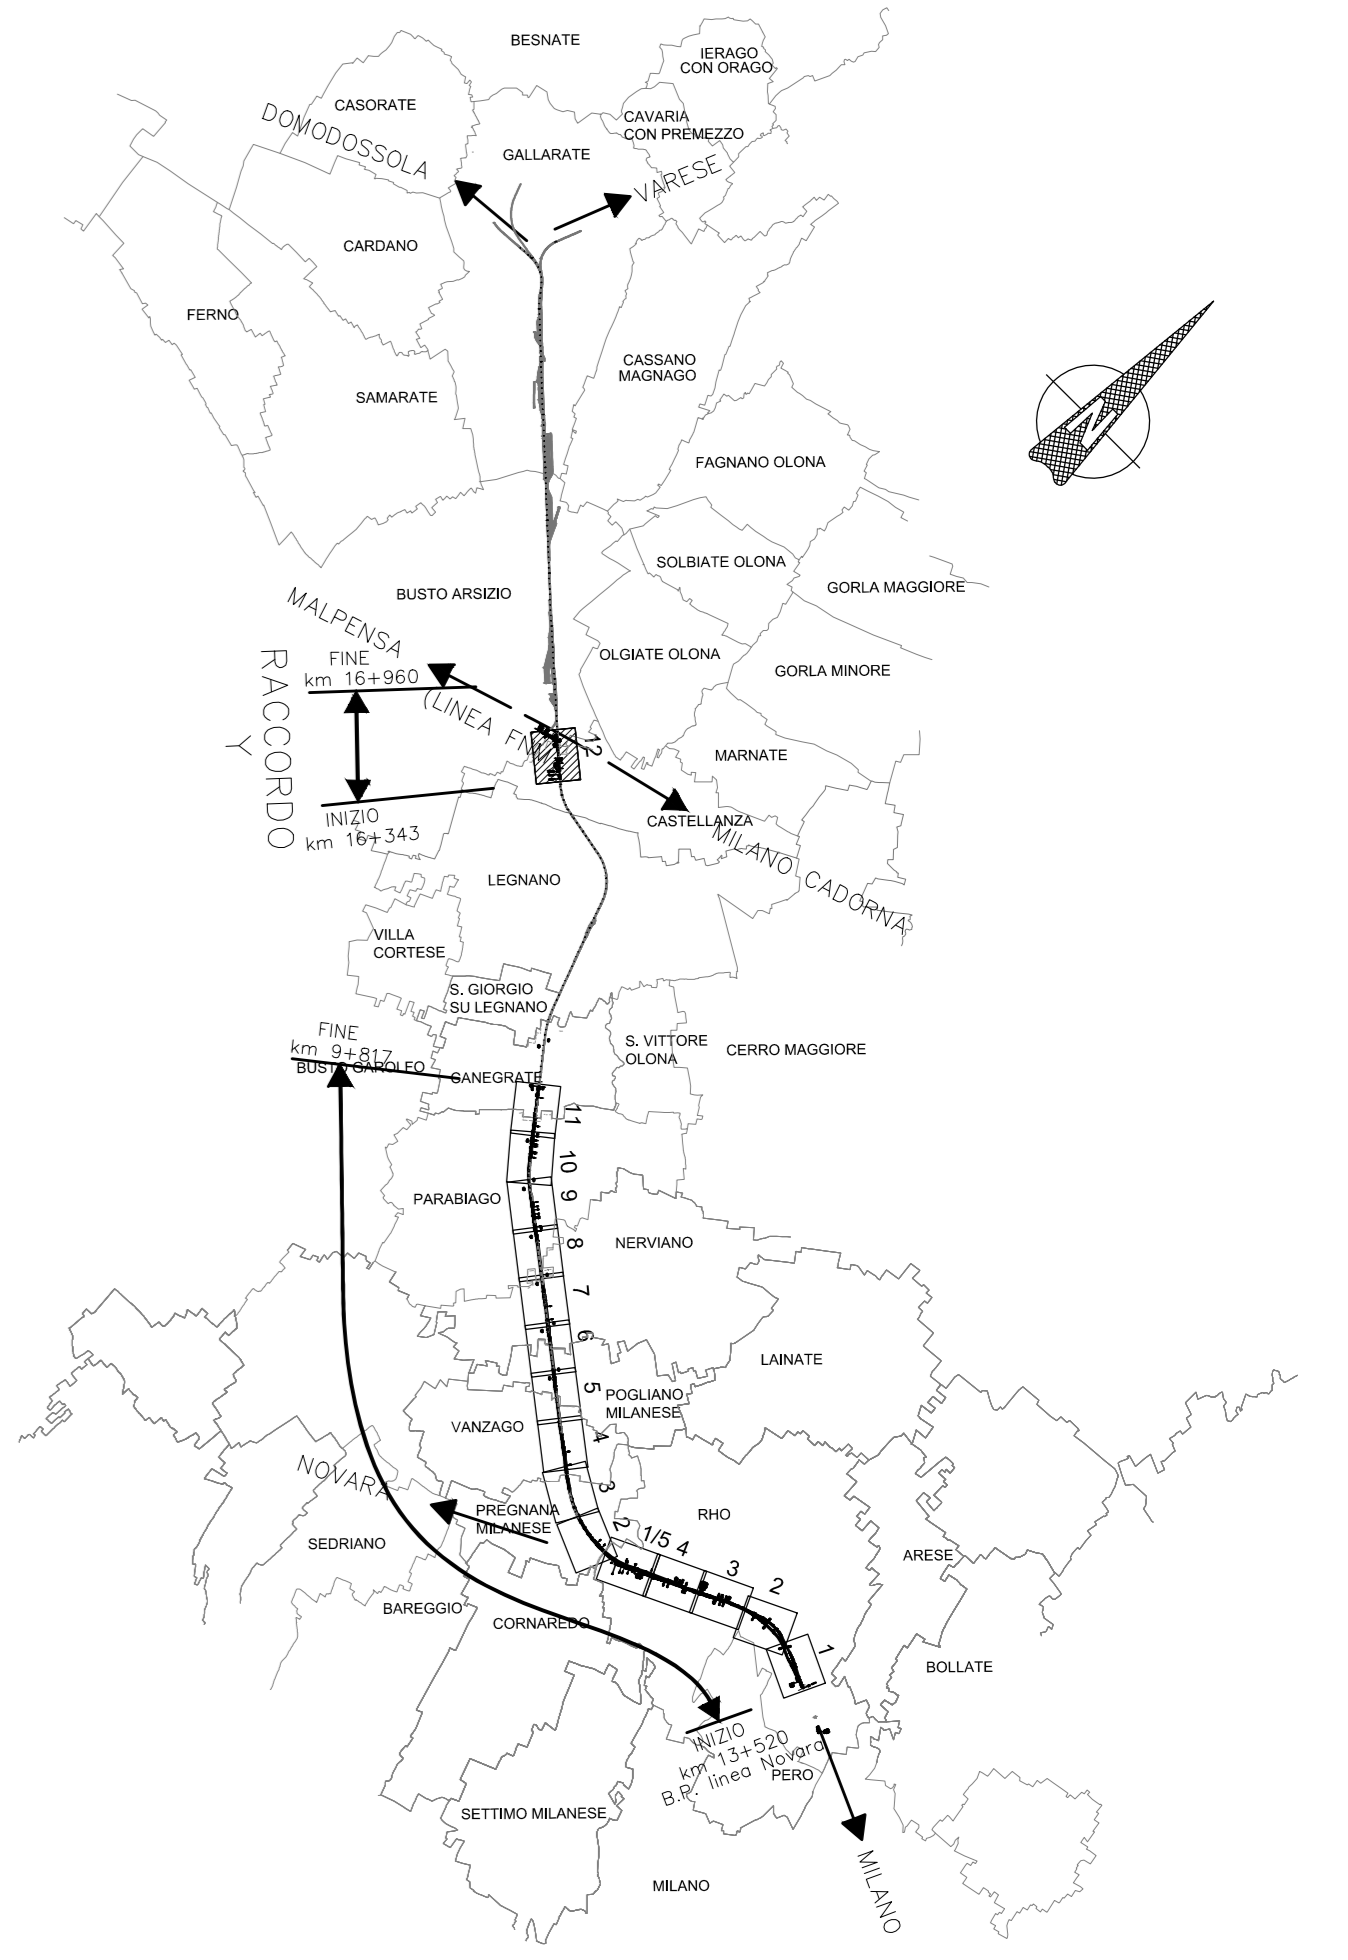 BESNATE
IERAGO
CON ORAGO
CASORATE
DOMODOSSOLA
CAVARIA
CON PREMEZZO
GALLARATE
VARESE
CARDANO
FERNO
CASSANO
MAGNAGO
SAMARATE
N
FAGNANO OLONA
SOLBIATE OLONA
GORLA MAGGIORE
BUSTO ARSIZIO
MALPENSA
OLGIATE OLONA
GORLA MINORE
RACCORDO
Y
FINE
km 16+960
(LINEA FNM
12
MARNATE
INIZIO
km 16+343
CASTELLANZA
MILANO CADORNA
LEGNANO
VILLA
CORTESE
S. GIORGIO
SU LEGNANO
FINE
km 9+817
BUSTO GAROLFO
CANEGRATE
S. VITTORE
OLONA
CERRO MAGGIORE
11
10
9
PARABIAGO
8
NERVIANO
7
6
LAINATE
5
POGLIANO
MILANESE
VANZAGO
4
NOVARA
3
PREGNANA
MILANESE
RHO
2
1/5
4
3
2
1
SEDRIANO
ARESE
BAREGGIO
CORNAREDO
BOLLATE
INIZIO
km 13+520
B.P. linea Novara
PERO
SETTIMO MILANESE
MILANO
MILANO